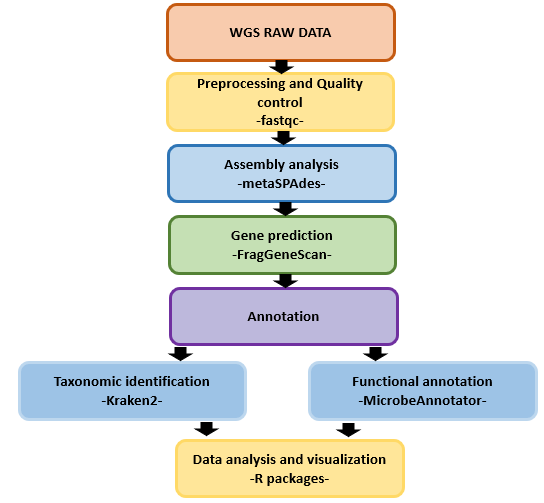 WGS RAW DATA
Preprocessing and Quality
control
-fastqc-
Assembly analysis
-metaSPAdes-
Gene prediction
-FragGeneScan-
Annotation
Taxonomic identification
-Kraken2-
Functional annotation
-MicrobeAnnotator-
Data analysis and visualization
-R packages-